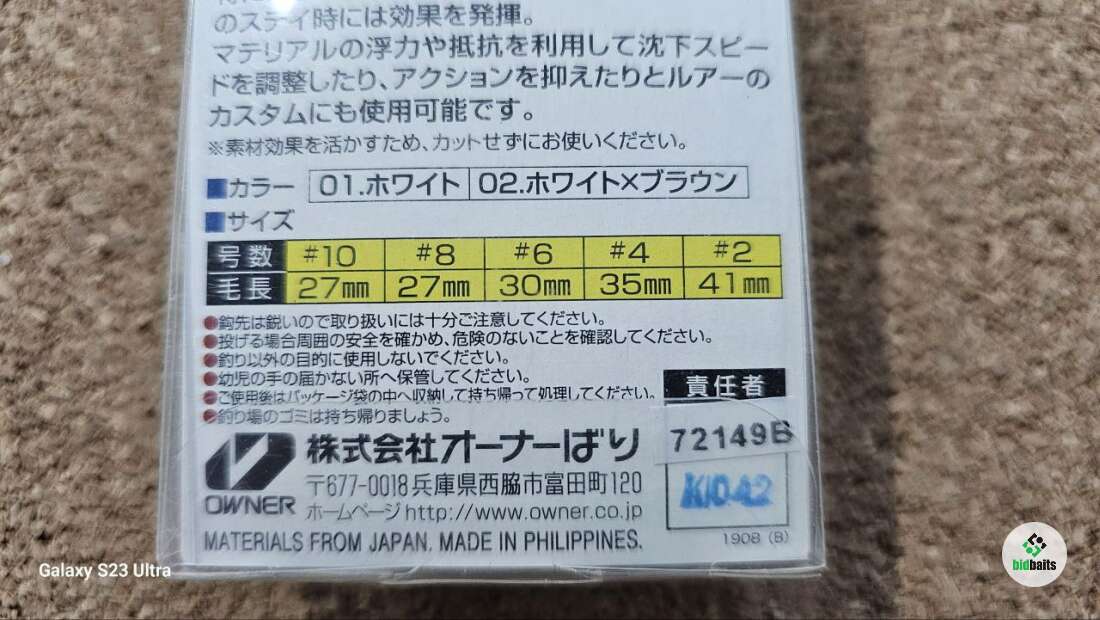 のステイ時には効果を発揮。
マテリアルの浮力や抵抗を利用して沈下スピー
ドを調整したり、アクションを抑えたりとルアーの
カスタムにも使用可能です。
※素材効果を活かすため、カットせずにお使いください。
■カラー 01.ホワイト 02.ホワイト×ブラウン
■サイズ
号数 #10 #8 #6 #4 #2
毛長 27mm 27mm 30mm 35mm 41mm
●鈎先は鋭いので取り扱いには十分ご注意してください。
●投げる場合周囲の安全を確かめ、危険のないことを確認してください。
●釣り以外の目的に使用しないでください。
●幼児の手の届かない所へ保管してください。
●ご使用後はパッケージ袋の中へ収納して持ち帰って処理してください。
●釣り場のゴミは持ち帰りましょう。
責任者
72149B
K1042
OWNER
株式会社オーナーばり
〒677-0018兵庫県西脇市富田町120
ホームページhttp://www.owner.co.jp
MATERIALS FROM JAPAN. MADE IN PHILIPPINES.
1908 (B)
Galaxy S23 Ultra
bidbaits